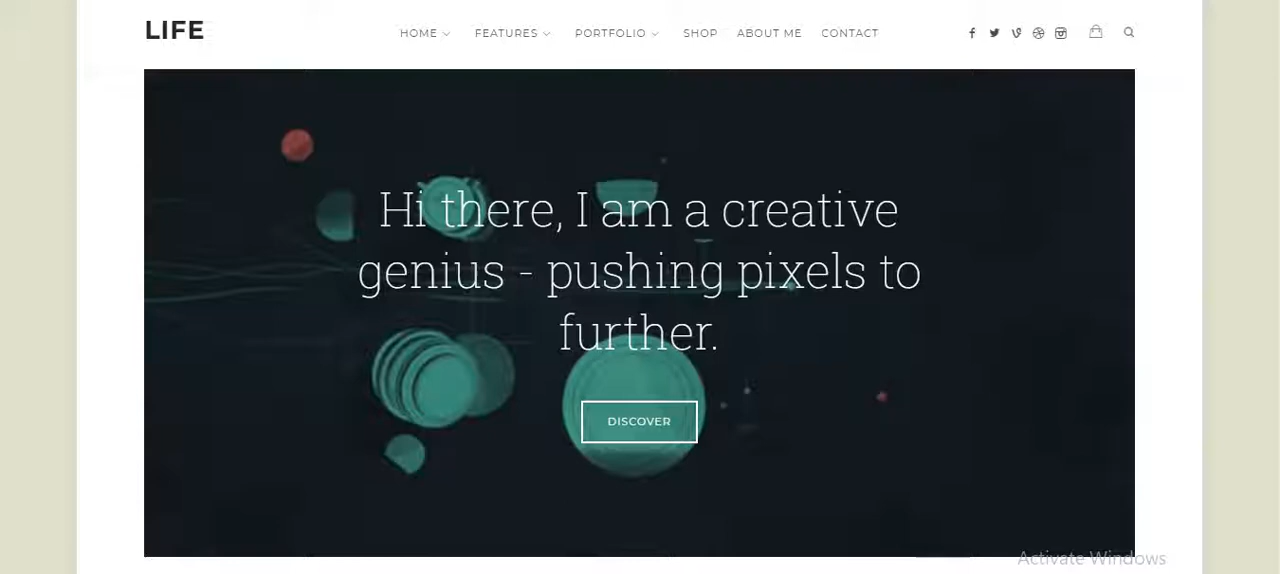 LIFE
HOME FEATURES PORTFOLIO SHOP ABOUT ME CONTACT
Hi there, I am a creative
genius - pushing pixels to
further.
DISCOVER
Activate Windows